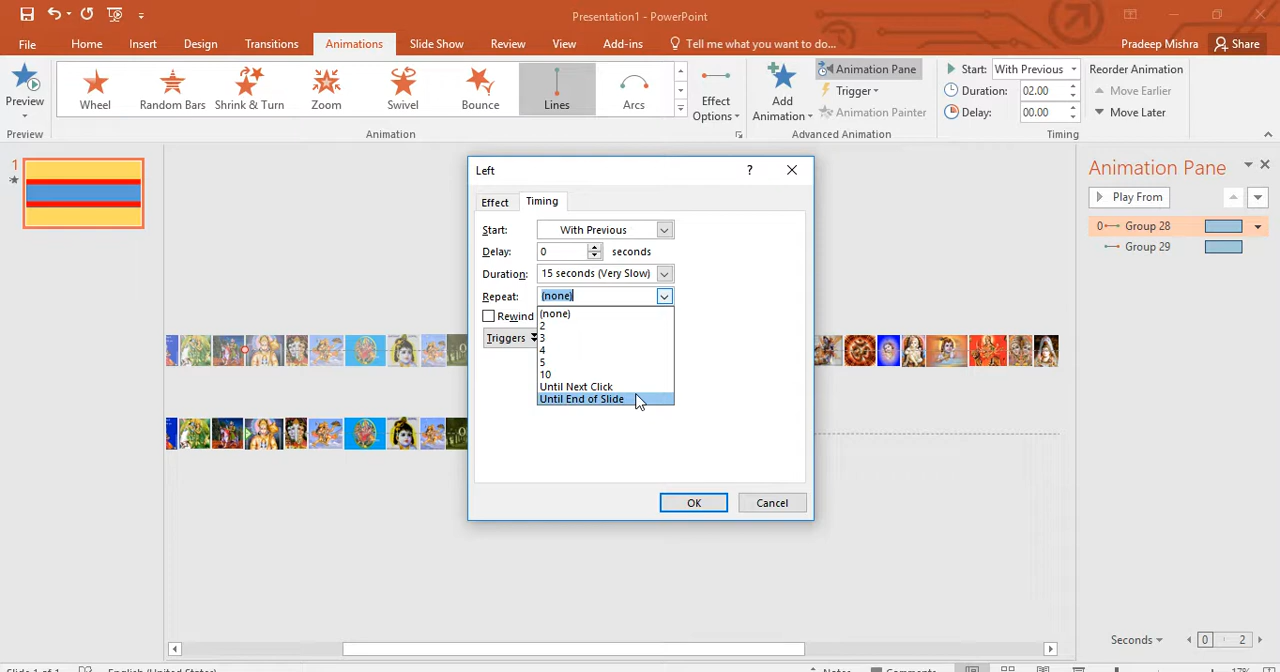 Presentation1 - PowerPoint
File Home Insert Design Transitions Animations Slide Show Review View Add-ins Tell me what you want to do... Pradeep Mishra Share
Preview
Wheel Random Bars Shrink & Turn Zoom Swivel Bounce Lines Arcs
Effect Options
Add Animation
Animation Pane
Trigger
Animation Painter
Start: With Previous
Duration: 02.00
Delay: 00.00
Reorder Animation
Move Earlier
Move Later
Preview Animation Advanced Animation Timing
1
Left ?
Effect Timing
Start: With Previous
Delay: 0 seconds
Duration: 15 seconds (Very Slow)
Repeat: (none)
Rewind
Triggers
(none)
2
3
4
5
10
Until Next Click
Until End of Slide
OK Cancel
Animation Pane
Play From
0 Group 28
Group 29
Seconds 0 2
Slide 1 of 1 English (United States) Notes Comments 17%